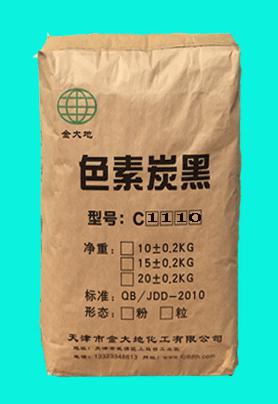 金大地
色素炭黑
型号：C1110
净重：□10±0.2KG
□15±0.2KG
□20±0.2KG
标准：QB/JDD-2010
形态：□粉 □粒
天津市金大地化工有限公司